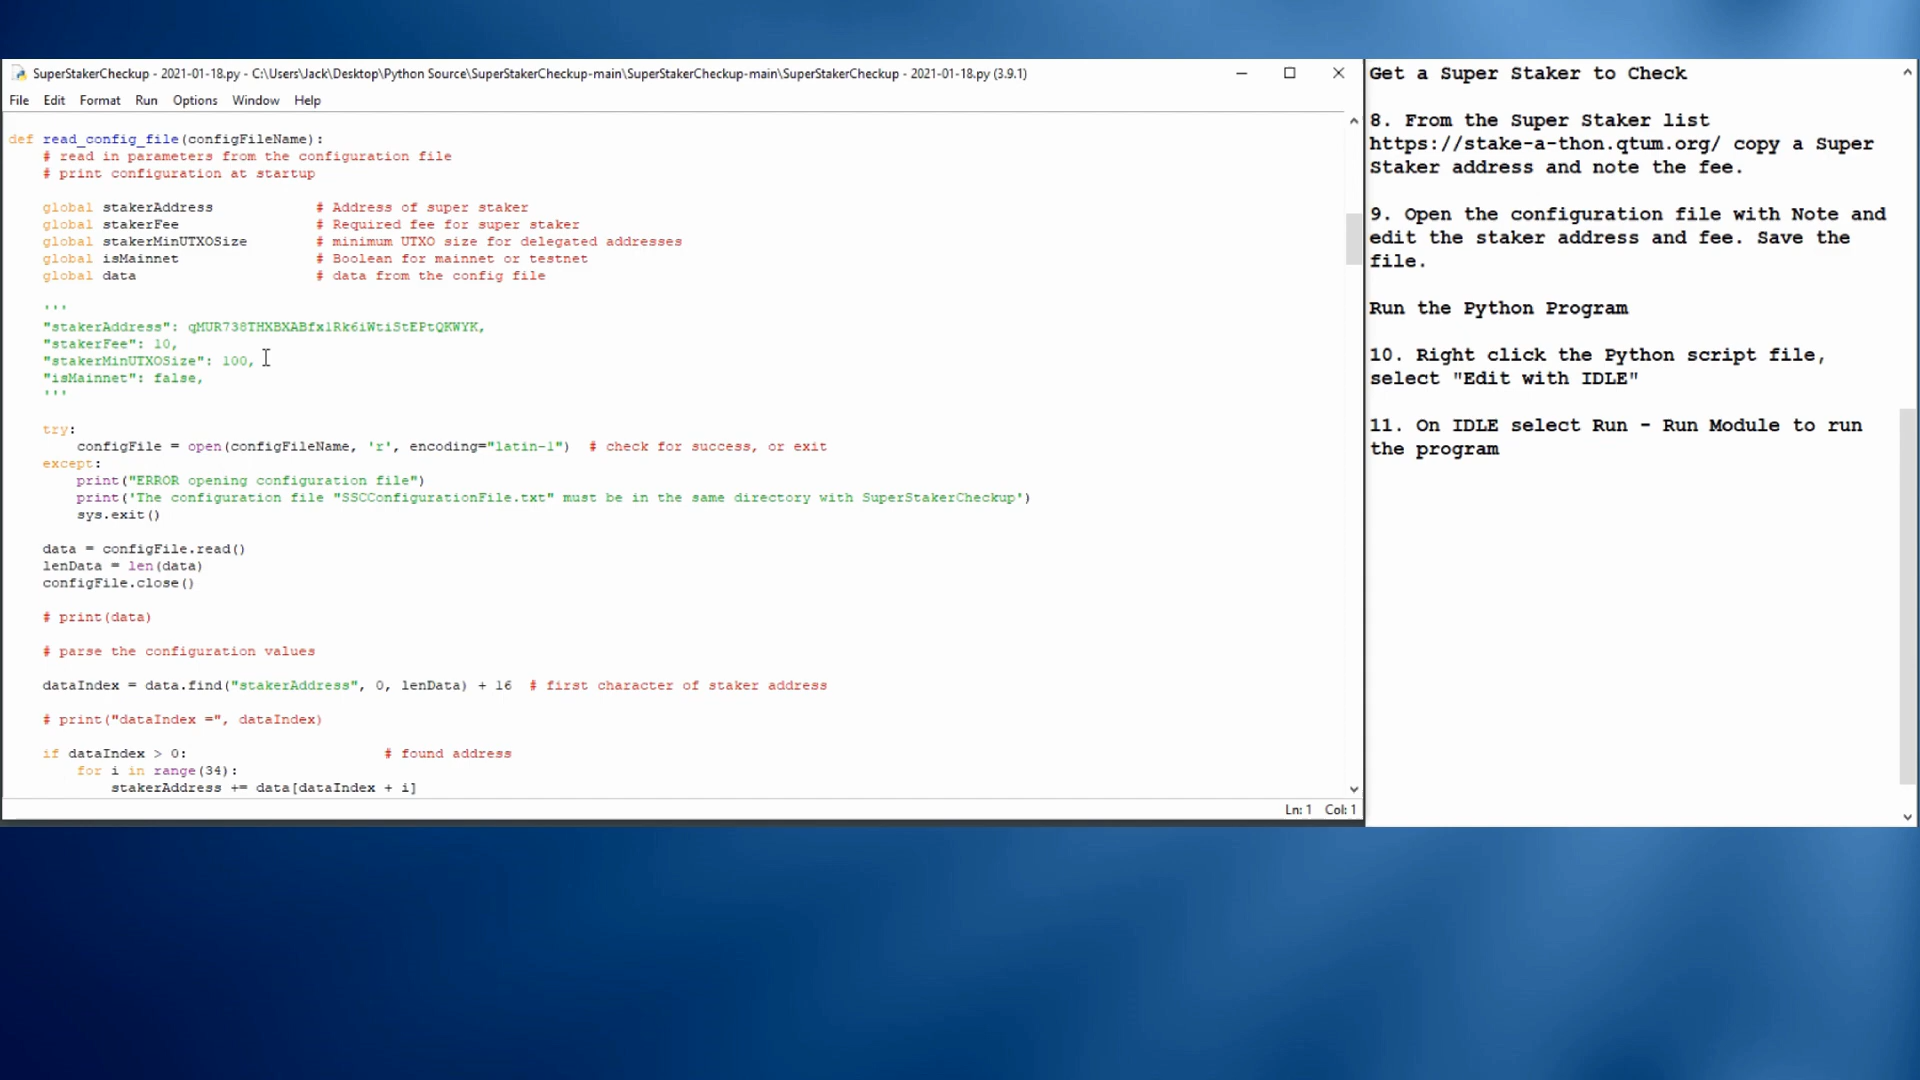 SuperStakerCheckup - 2021-01-18.py - C:\Users\Jack\Desktop\Python Source\SuperStakerCheckup-main\SuperStakerCheckup-main\SuperStakerCheckup - 2021-01-18.py (3.9.1)
File Edit Format Run Options Window Help
def read_config_file(configFileName):
    # read in parameters from the configuration file
    # print configuration at startup
    global stakerAddress            # Address of super staker
    global stakerFee                # Required fee for super staker
    global stakerMinUTXOSize        # minimum UTXO size for delegated addresses
    global isMainnet                # Boolean for mainnet or testnet
    global data                     # data from the config file
    '''
    "stakerAddress": qMUR738THXBXABfx1Rk6iWtiStEPtQKWYK,
    "stakerFee": 10,
    "stakerMinUTXOSize": 100,
    "isMainnet": false,
    '''
    try:
        configFile = open(configFileName, 'r', encoding="latin-1")  # check for success, or exit
    except:
        print("ERROR opening configuration file")
        print('The configuration file "SSCConfigurationFile.txt" must be in the same directory with SuperStakerCheckup')
        sys.exit()
    data = configFile.read()
    lenData = len(data)
    configFile.close()
    # print(data)
    # parse the configuration values
    dataIndex = data.find("stakerAddress", 0, lenData) + 16  # first character of staker address
    # print("dataIndex =", dataIndex)
    if dataIndex > 0:                       # found address
        for i in range(34):
            stakerAddress += data[dataIndex + i]
Ln: 1 Col: 1
Get a Super Staker to Check
8. From the Super Staker list
https://stake-a-thon.qtum.org/ copy a Super
Staker address and note the fee.
9. Open the configuration file with Note and
edit the staker address and fee. Save the
file.
Run the Python Program
10. Right click the Python script file,
select "Edit with IDLE"
11. On IDLE select Run - Run Module to run
the program